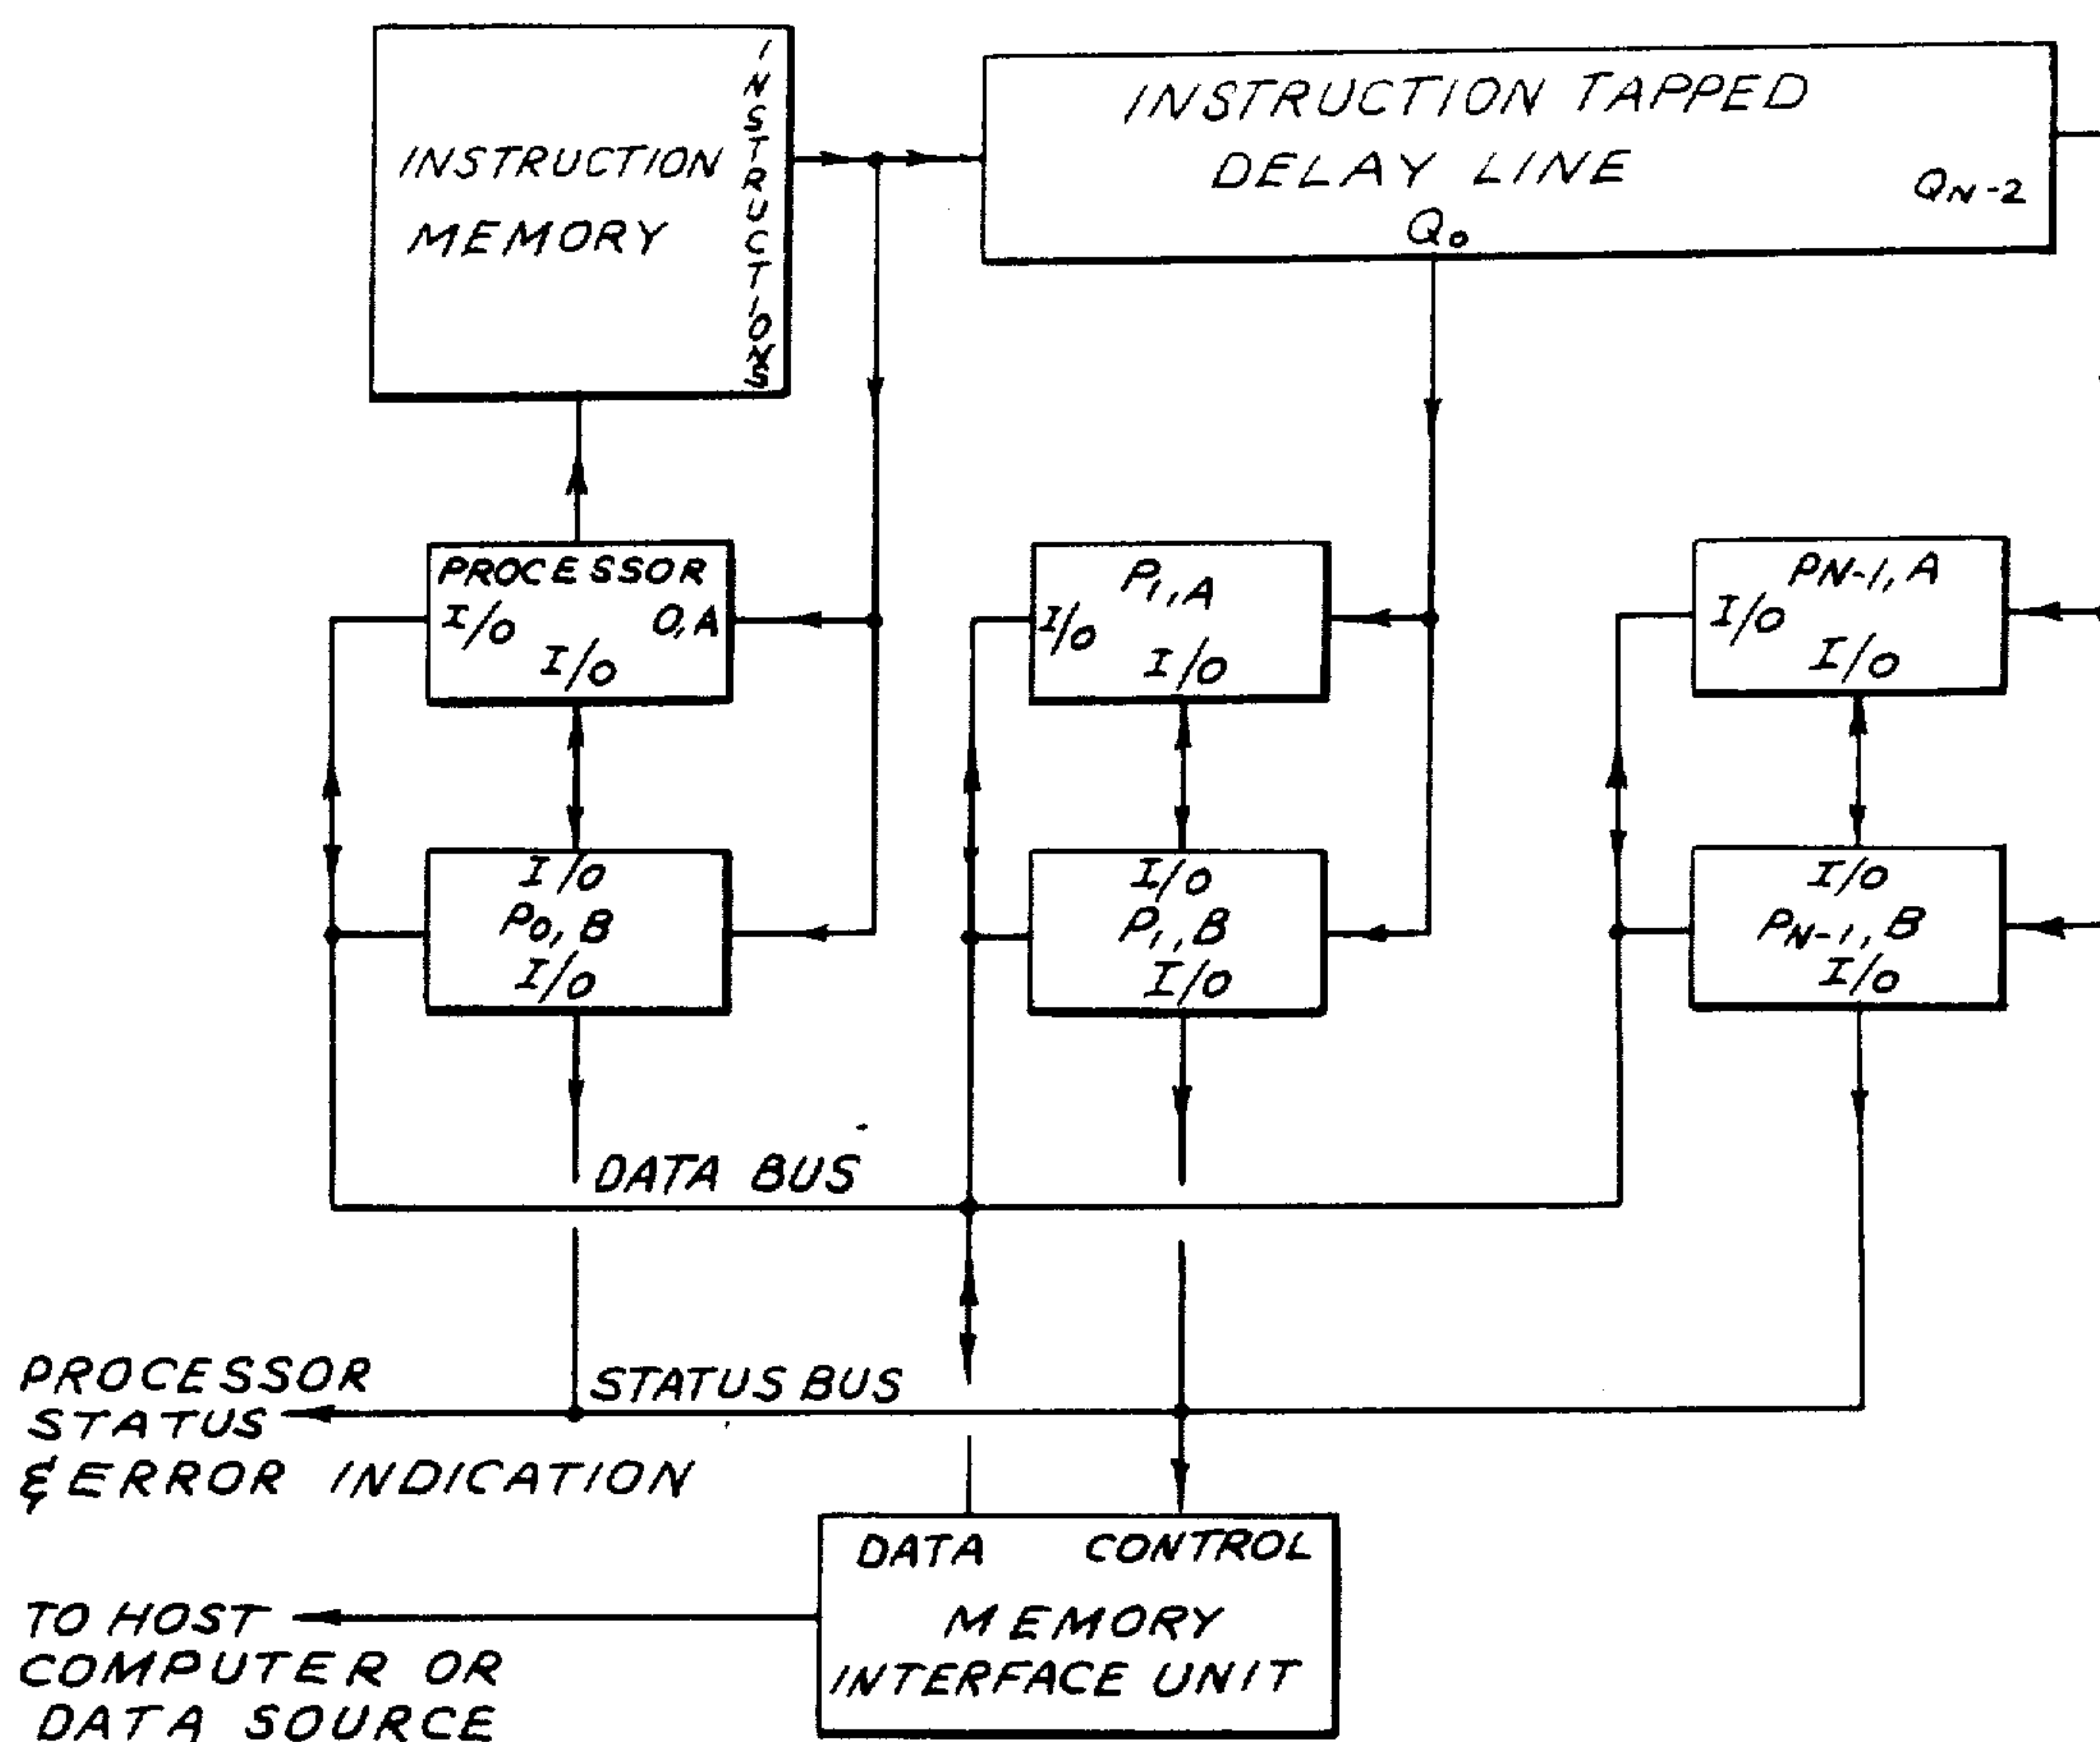 INSTRUCTION
MEMORY
INSTRUCTIONS
INSTRUCTION TAPPED
DELAY LINE
Q0
QN-2
PROCESSOR
I/O 0,A
I/O
P1,A
I/O
I/O
PN-1,A
I/O
I/O
I/O
P0,B
I/O
I/O
P1,B
I/O
I/O
PN-1,B
I/O
DATA BUS
STATUS BUS
PROCESSOR
STATUS
& ERROR INDICATION
DATA CONTROL
MEMORY
INTERFACE UNIT
TO HOST
COMPUTER OR
DATA SOURCE